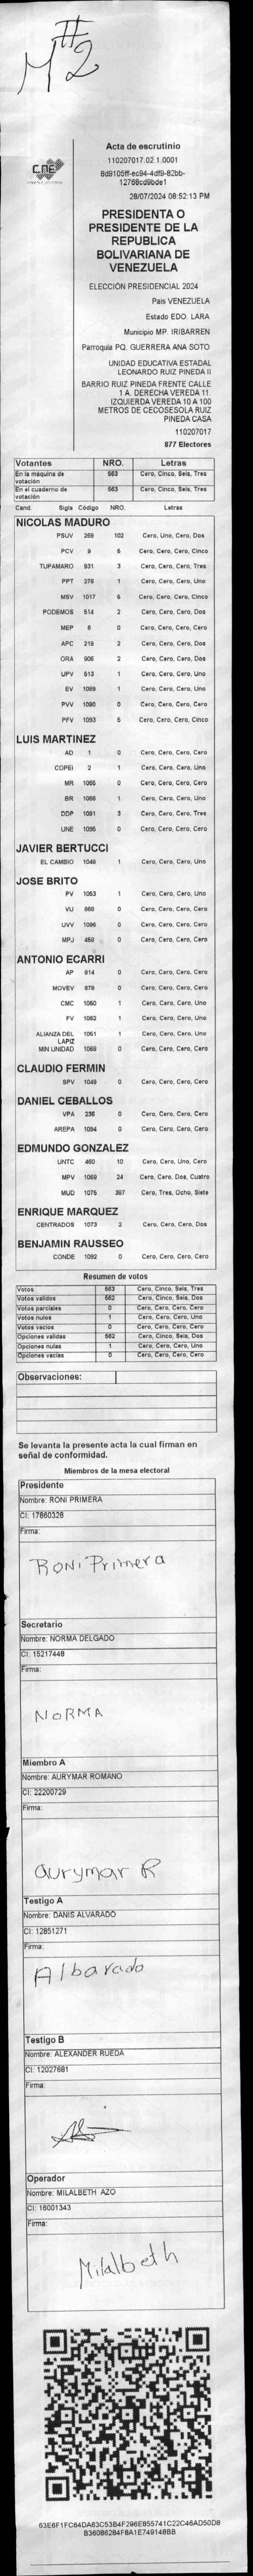 M #2
CNE
Acta de escrutinio
110207017.02.1.0001
8d9105ff-ec94-4df9-82bb-
12768cd9bde1
28/07/2024 08:52:13 PM
PRESIDENTA O
PRESIDENTE DE LA
REPUBLICA
BOLIVARIANA DE
VENEZUELA
ELECCIÓN PRESIDENCIAL 2024
Pais VENEZUELA
Estado EDO. LARA
Municipio MP. IRIBARREN
Parroquia PQ. GUERRERA ANA SOTO
UNIDAD EDUCATIVA ESTADAL
LEONARDO RUIZ PINEDA II
BARRIO RUIZ PINEDA FRENTE CALLE
1 A. DERECHA VEREDA 11.
IZQUIERDA VEREDA 10 A 100
METROS DE CECOSESOLA RUIZ
PINEDA CASA
110207017
877 Electores
Votantes NRO. Letras
En la máquina de votación 563 Cero, Cinco, Seis, Tres
En el cuaderno de votación 563 Cero, Cinco, Seis, Tres
Cand. Sigla Código NRO. Letras
NICOLAS MADURO
PSUV 269 102 Cero, Uno, Cero, Dos
PCV 9 5 Cero, Cero, Cero, Cinco
TUPAMARO 931 3 Cero, Cero, Cero, Tres
PPT 276 1 Cero, Cero, Cero, Uno
MSV 1017 5 Cero, Cero, Cero, Cinco
PODEMOS 514 2 Cero, Cero, Cero, Dos
MEP 6 0 Cero, Cero, Cero, Cero
APC 219 2 Cero, Cero, Cero, Dos
ORA 906 2 Cero, Cero, Cero, Dos
UPV 513 1 Cero, Cero, Cero, Uno
EV 1089 1 Cero, Cero, Cero, Uno
PVV 1090 0 Cero, Cero, Cero, Cero
PFV 1093 5 Cero, Cero, Cero, Cinco
LUIS MARTINEZ
AD 1 0 Cero, Cero, Cero, Cero
COPEI 2 1 Cero, Cero, Cero, Uno
MR 1065 0 Cero, Cero, Cero, Cero
BR 1066 1 Cero, Cero, Cero, Uno
DDP 1091 3 Cero, Cero, Cero, Tres
UNE 1095 0 Cero, Cero, Cero, Cero
JAVIER BERTUCCI
EL CAMBIO 1046 1 Cero, Cero, Cero, Uno
JOSE BRITO
PV 1053 1 Cero, Cero, Cero, Uno
VU 868 0 Cero, Cero, Cero, Cero
UVV 1096 0 Cero, Cero, Cero, Cero
MPJ 458 0 Cero, Cero, Cero, Cero
ANTONIO ECARRI
AP 814 0 Cero, Cero, Cero, Cero
MOVEV 878 0 Cero, Cero, Cero, Cero
CMC 1050 1 Cero, Cero, Cero, Uno
FV 1062 1 Cero, Cero, Cero, Uno
ALIANZA DEL LAPIZ 1051 1 Cero, Cero, Cero, Uno
MIN UNIDAD 1068 0 Cero, Cero, Cero, Cero
CLAUDIO FERMIN
SPV 1049 0 Cero, Cero, Cero, Cero
DANIEL CEBALLOS
VPA 236 0 Cero, Cero, Cero, Cero
AREPA 1094 0 Cero, Cero, Cero, Cero
EDMUNDO GONZALEZ
UNTC 460 10 Cero, Cero, Uno, Cero
MPV 1069 24 Cero, Cero, Dos, Cuatro
MUD 1075 387 Cero, Tres, Ocho, Siete
ENRIQUE MARQUEZ
CENTRADOS 1073 2 Cero, Cero, Cero, Dos
BENJAMIN RAUSSEO
CONDE 1092 0 Cero, Cero, Cero, Cero
Resumen de votos
Votos 563 Cero, Cinco, Seis, Tres
Votos validos 562 Cero, Cinco, Seis, Dos
Votos parciales 0 Cero, Cero, Cero, Cero
Votos nulos 1 Cero, Cero, Cero, Uno
Votos vacios 0 Cero, Cero, Cero, Cero
Opciones validas 562 Cero, Cinco, Seis, Dos
Opciones nulas 1 Cero, Cero, Cero, Uno
Opciones vacias 0 Cero, Cero, Cero, Cero
Observaciones:
Se levanta la presente acta la cual firman en
señal de conformidad.
Miembros de la mesa electoral
Presidente
Nombre: RONI PRIMERA
CI: 17860328
Firma:
RONi Primera
Secretario
Nombre: NORMA DELGADO
CI: 15217448
Firma:
NORMA
Miembro A
Nombre: AURYMAR ROMANO
CI: 22200729
Firma:
aurymar R
Testigo A
Nombre: DANIS ALVARADO
CI: 12851271
Firma:
Albarado
Testigo B
Nombre: ALEXANDER RUEDA
CI: 12027681
Firma:
Operador
Nombre: MILALBETH AZO
CI: 16001343
Firma:
Milalbeth
63E6F1FC64DA63C53B4F296E855741C22C46AD50D8
B36086284F8A1E749148BB